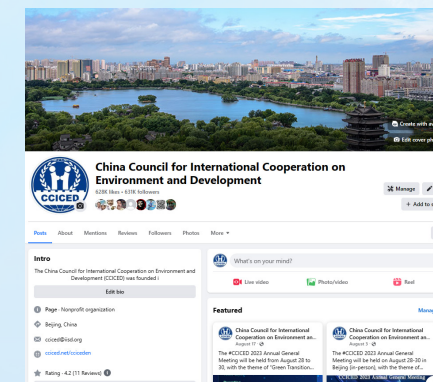 Create with av
Edit cover ph
CCICED
China Council for International Cooperation on
Environment and Development
628K likes • 631K followers
Manage
+ Add to s
Posts About Mentions Reviews Followers Photos More
Intro
The China Council for International Cooperation on Environment and
Development (CCICED) was founded i
Edit bio
Page · Nonprofit organization
Beijing, China
cciced@iisd.org
cciced.net/cciceden
Rating · 4.2 (11 Reviews)
What's on your mind?
Live video
Photo/video
Reel
Featured
Manag
China Council for International
Cooperation on Environment an...
August 17
The #CCICED 2023 Annual General
Meeting will be held from August 28 to
30, with the theme of "Green Transition...
China Council for International
Cooperation on Environment an...
August 3
The #CCICED 2023 Annual General
Meeting will be held on August 28-30 in
Beijing (in-person), with the theme of...
CCICED 2023 Annual General Meeting